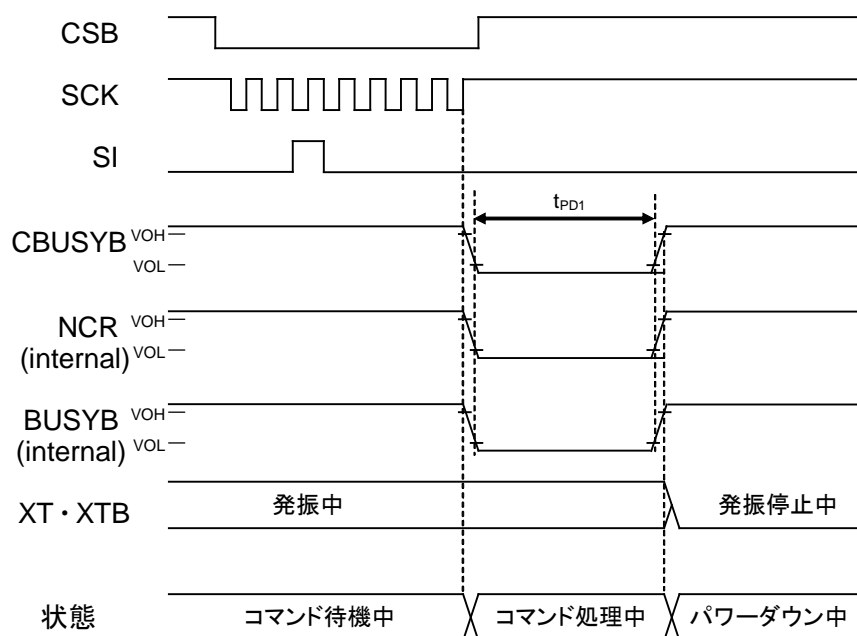 CSB
SCK
SI
tPD1
CBUSYB VOH
VOL
NCR
(internal)
VOH
VOL
BUSYB
(internal)
VOH
VOL
XT・XTB 発振中 発振停止中
状態 コマンド待機中 コマンド処理中 パワーダウン中